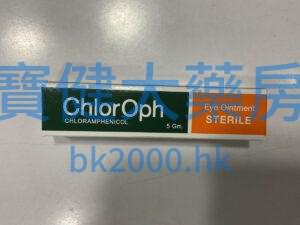 寶健大藥房
ChlorOph
CHLORAMPHENICOL
5 Gm.
Eye Ointment
STERILE
bk2000.hk